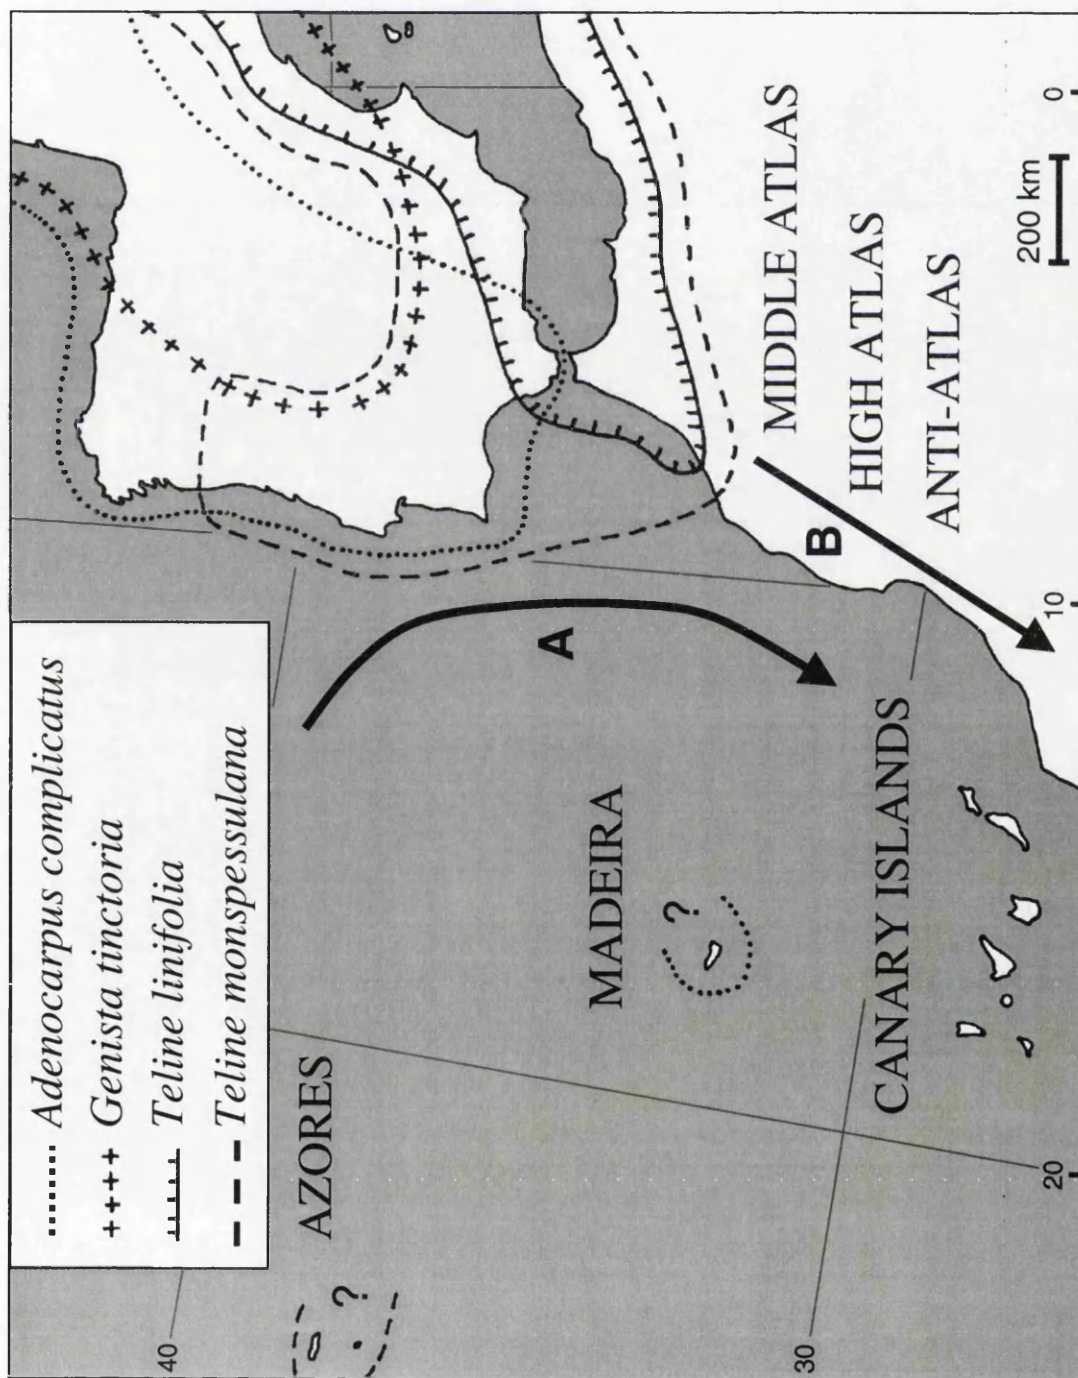 Adenocarpus complicatus
++++ Genista tinctoria
Teline linifolia
Teline monspessulana
AZORES
?
MADEIRA
?
CANARY ISLANDS
A
B
MIDDLE ATLAS
HIGH ATLAS
ANTI-ATLAS
40
30
20
10
0
200 km